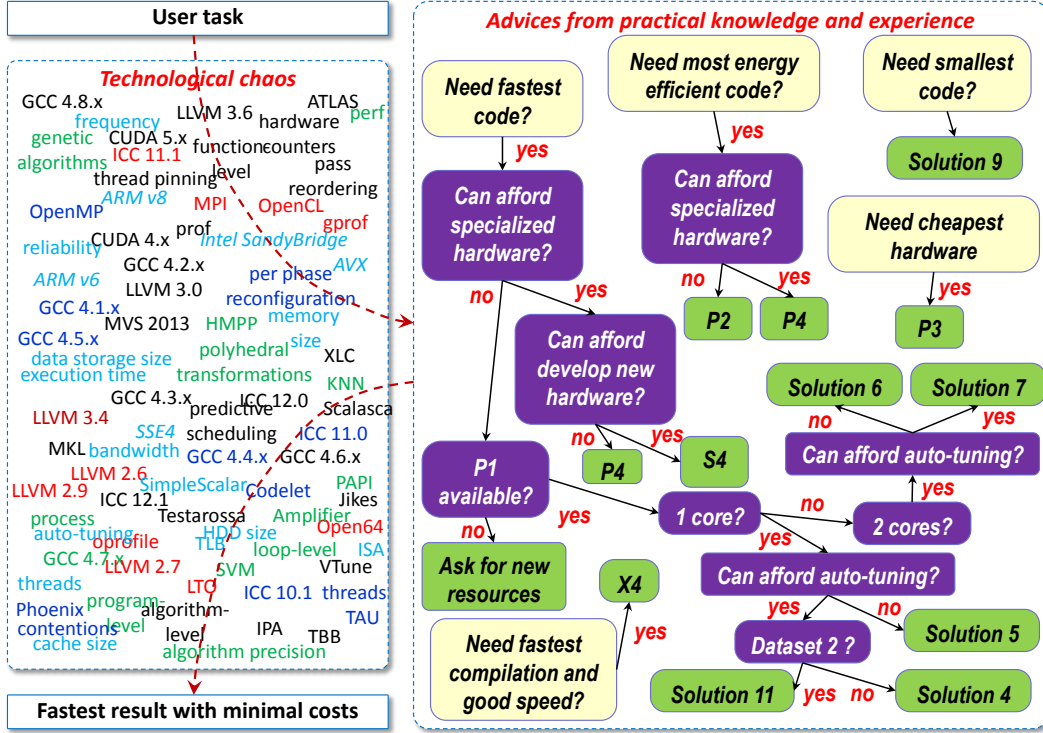 User task
Technological chaos
GCC 4.8.x
LLVM 3.6
ATLAS
frequency
hardware
perf
genetic
CUDA 5.x
function
counters
algorithms
ICC 11.1
level
pass
thread pinning
reordering
ARM v8
MPI
OpenCL
OpenMP
prof
gprof
reliability
CUDA 4.x
Intel SandyBridge
GCC 4.2.x
AVX
ARM v6
per phase
LLVM 3.0
reconfiguration
GCC 4.1.x
memory
MVS 2013
HMPP
GCC 4.5.x
size
data storage size
polyhedral
XLC
execution time
transformations
KNN
GCC 4.3.x
ICC 12.0
predictive
Scalasca
LLVM 3.4
SSE4
scheduling
ICC 11.0
MKL
bandwidth
GCC 4.4.x
GCC 4.6.x
LLVM 2.6
SimpleScalar
PAPI
LLVM 2.9
Codelet
ICC 12.1
Jikes
process
Testarossa
Amplifier
auto-tuning
HDD size
Open64
oprofile
TLB
loop-level
ISA
GCC 4.7.x
LLVM 2.7
SVM
VTune
threads
LTO
ICC 10.1
threads
program-
Phoenix
algorithm-
TAU
level
contentions
level
IPA
TBB
cache size
algorithm precision
Fastest result with minimal costs
Advices from practical knowledge and experience
Need fastest
code?
yes
Can afford
specialized
hardware?
no
yes
Can afford
develop new
hardware?
no
yes
P4
S4
P1
available?
no
yes
Ask for new
resources
Need most energy
efficient code?
yes
Can afford
specialized
hardware?
no
yes
P2
P4
Need smallest
code?
yes
Solution 9
Need cheapest
hardware
yes
P3
Solution 6
Solution 7
no
yes
Can afford auto-tuning?
yes
1 core?
no
2 cores?
yes
Can afford auto-tuning?
yes
no
Solution 5
Dataset 2 ?
yes
no
Solution 11
Solution 4
X4
yes
Need fastest
compilation and
good speed?